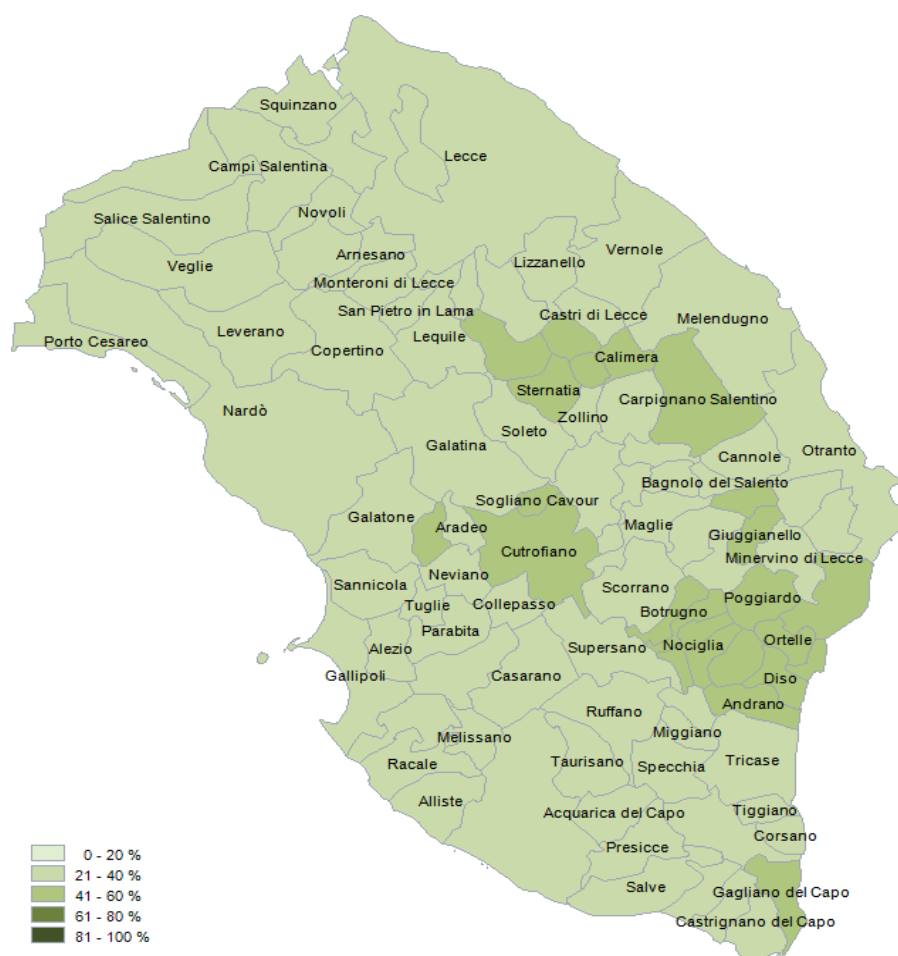 Squinzano
Lecce
Campi Salentina
Novoli
Salice Salentino
Vernole
Arnesano
Lizzanello
Veglie
Monteroni di Lecce
San Pietro in Lama
Castri di Lecce
Melendugno
Leverano
Lequile
Porto Cesareo
Copertino
Calimera
Sternatia
Carpignano Salentino
Nardò
Zollino
Soleto
Galatina
Otranto
Cannole
Bagnolo del Salento
Sogliano Cavour
Galatone
Aradeo
Maglie
Giuggianello
Cutrofiano
Minervino di Lecce
Neviano
Sannicola
Scorrano
Poggiardo
Tuglie
Collepasso
Botrugno
Parabita
Ortelle
Alezio
Supersano
Nociglia
Gallipoli
Casarano
Diso
Andrano
Ruffano
Miggiano
Melissano
Racale
Taurisano
Specchia
Tricase
Alliste
Acquarica del Capo
Tiggiano
Corsano
Presicce
Salve
Gagliano del Capo
Castrignano del Capo
0 - 20 %
21 - 40 %
41 - 60 %
61 - 80 %
81 - 100 %